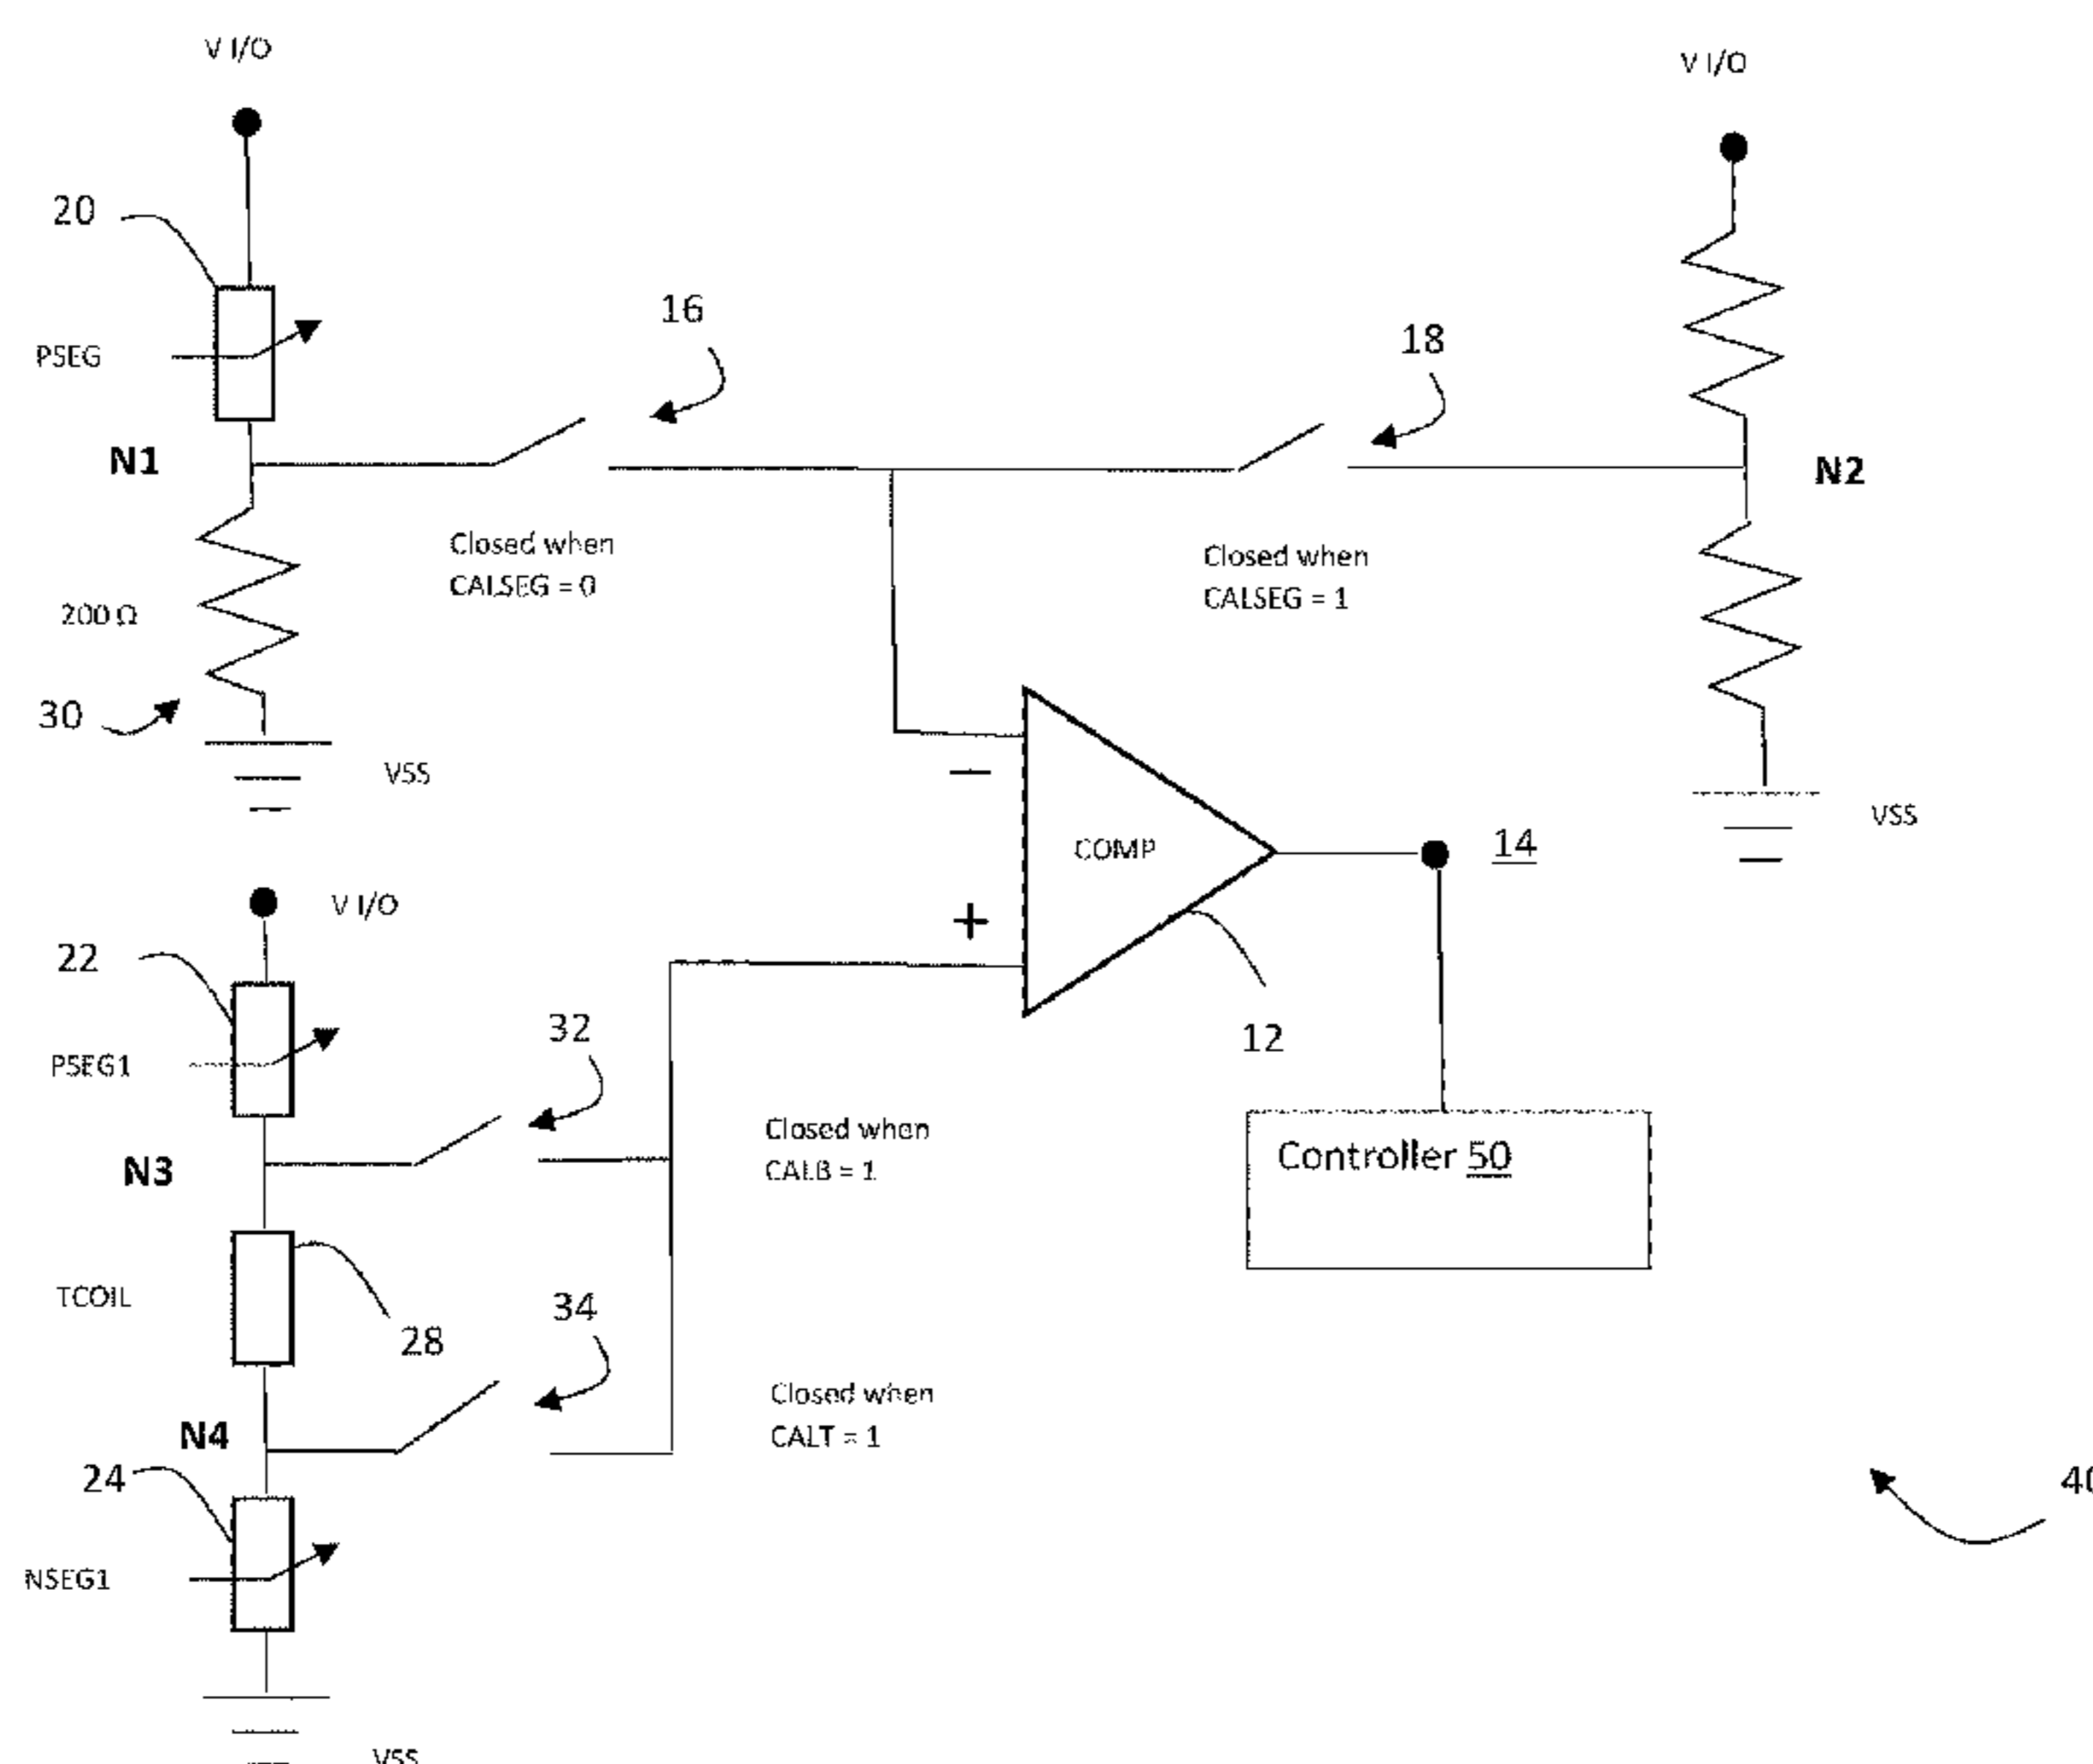 V I/O
V I/O
20
16
18
PSEG
N1
N2
Closed when
CALSEG = 0
Closed when
CALSEG = 1
200 Ω
30
VSS
VSS
−
COMP
14
+
V I/O
22
12
32
PSEG1
Closed when
CALB = 1
Controller 50
N3
TCOIL
28
34
Closed when
CALT = 1
N4
24
NSEG1
VSS